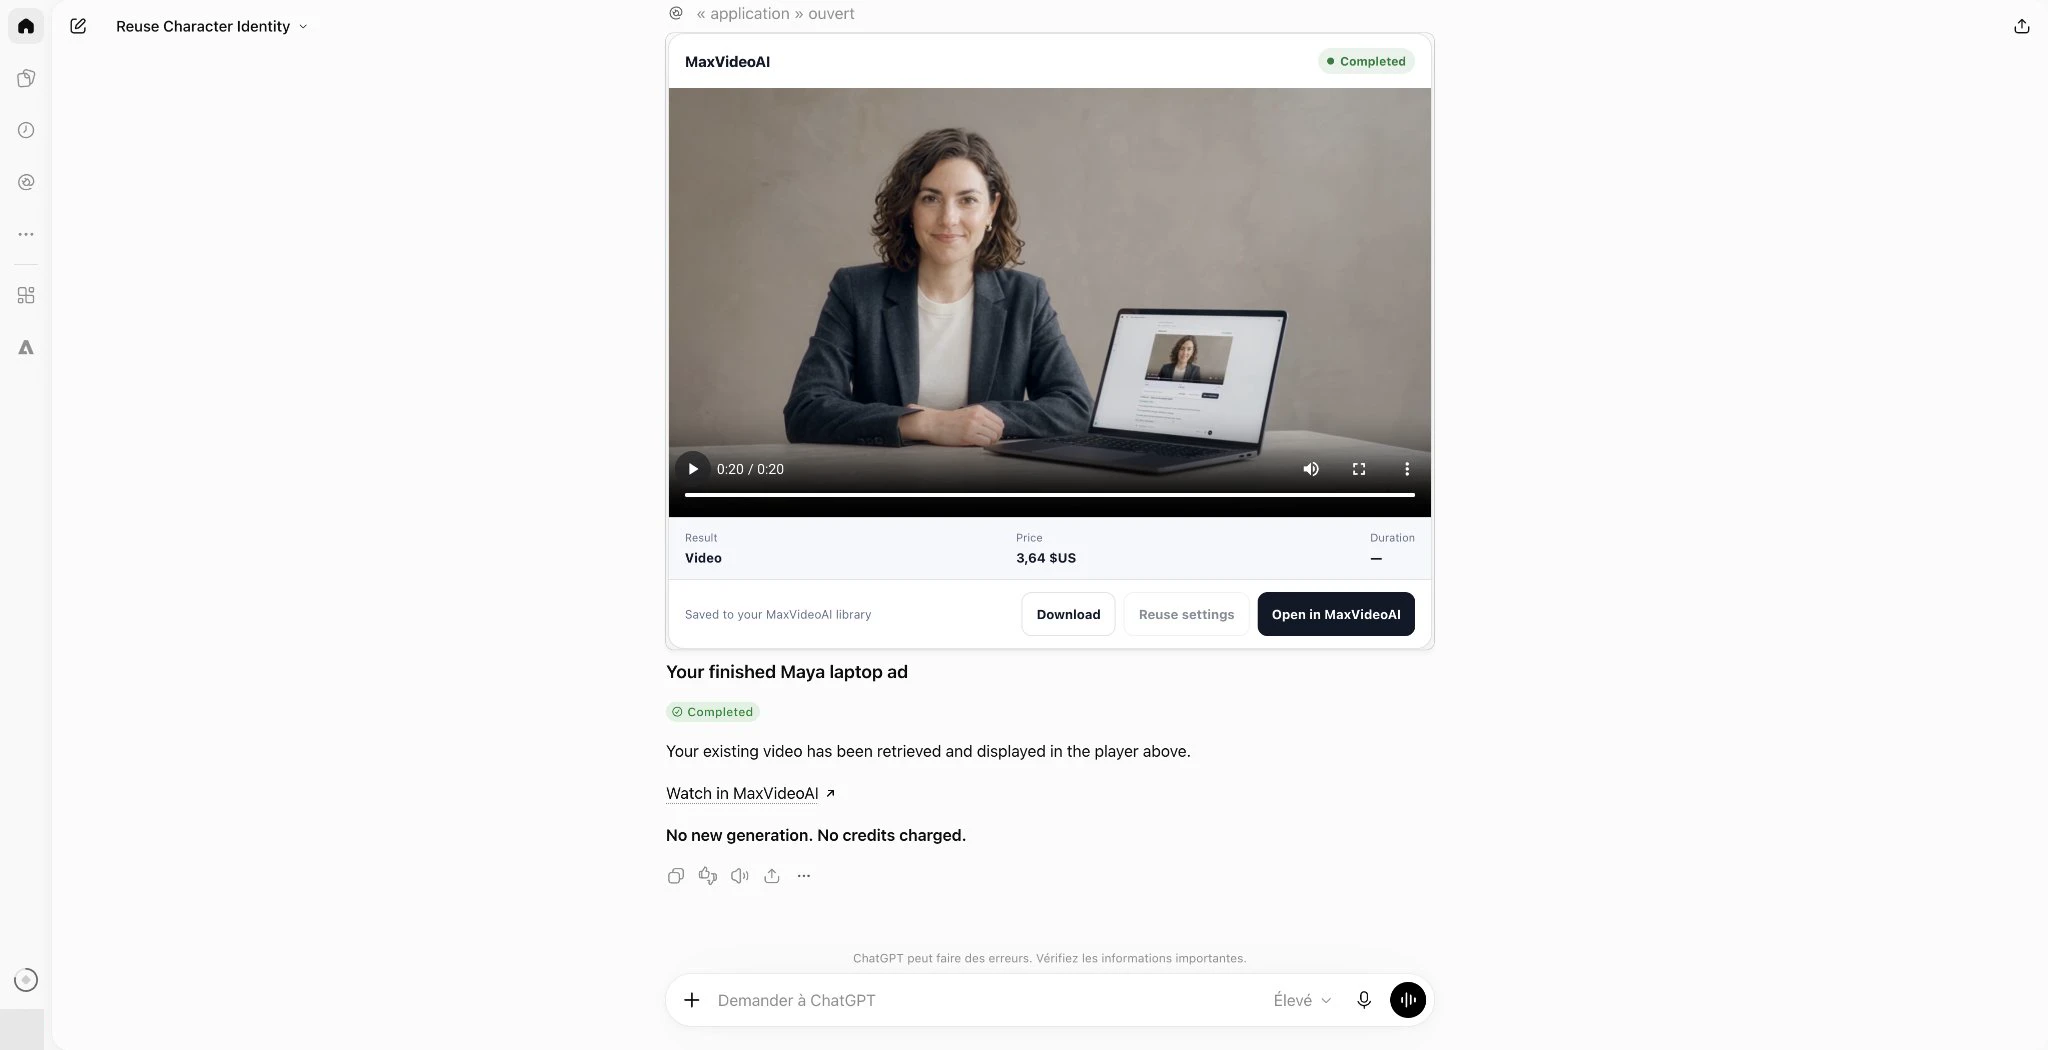 « application » ouvert
Reuse Character Identity
MaxVideoAI
Completed
0:20 / 0:20
Result
Video
Price
3,64 $US
Duration
—
Saved to your MaxVideoAI library
Download
Reuse settings
Open in MaxVideoAI
Your finished Maya laptop ad
Completed
Your existing video has been retrieved and displayed in the player above.
Watch in MaxVideoAI
No new generation. No credits charged.
ChatGPT peut faire des erreurs. Vérifiez les informations importantes.
Demander à ChatGPT
Élevé